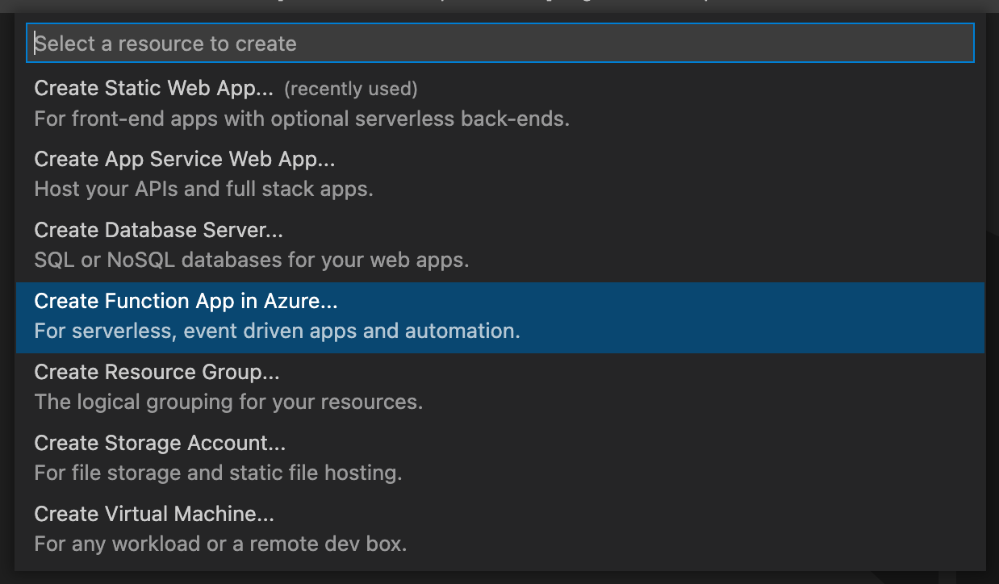 Select a resource to create
Create Static Web App... (recently used)
For front-end apps with optional serverless back-ends.
Create App Service Web App...
Host your APIs and full stack apps.
Create Database Server...
SQL or NoSQL databases for your web apps.
Create Function App in Azure...
For serverless, event driven apps and automation.
Create Resource Group...
The logical grouping for your resources.
Create Storage Account...
For file storage and static file hosting.
Create Virtual Machine...
For any workload or a remote dev box.